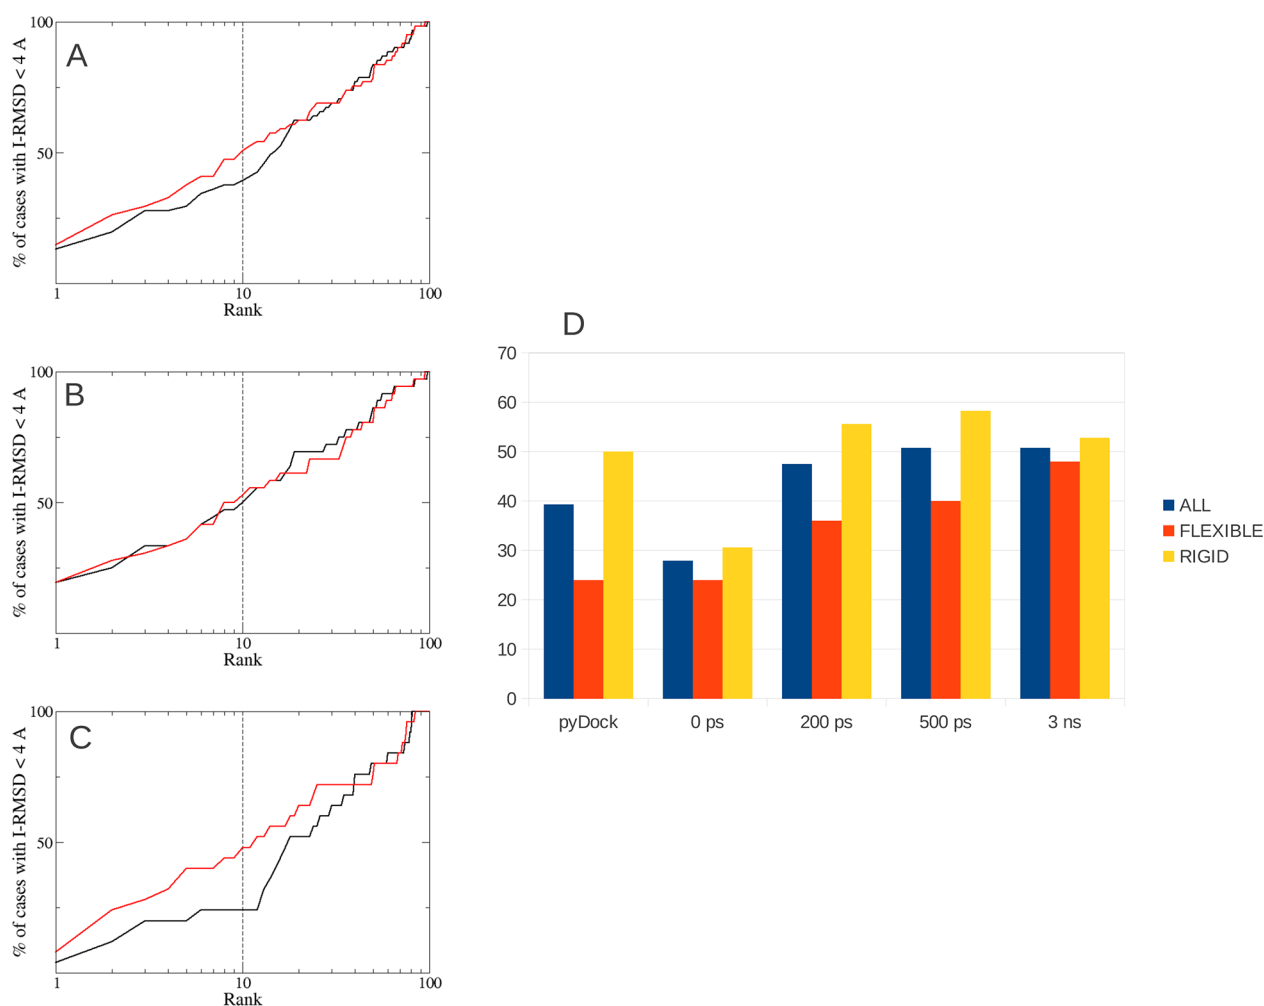 A
% of cases with I-RMSD < 4 A
100
50
1 10 100
Rank
B
% of cases with I-RMSD < 4 A
100
50
1 10 100
Rank
C
% of cases with I-RMSD < 4 A
100
50
1 10 100
Rank
D
70
60
50
40
30
20
10
0
pyDock 0 ps 200 ps 500 ps 3 ns
ALL
FLEXIBLE
RIGID